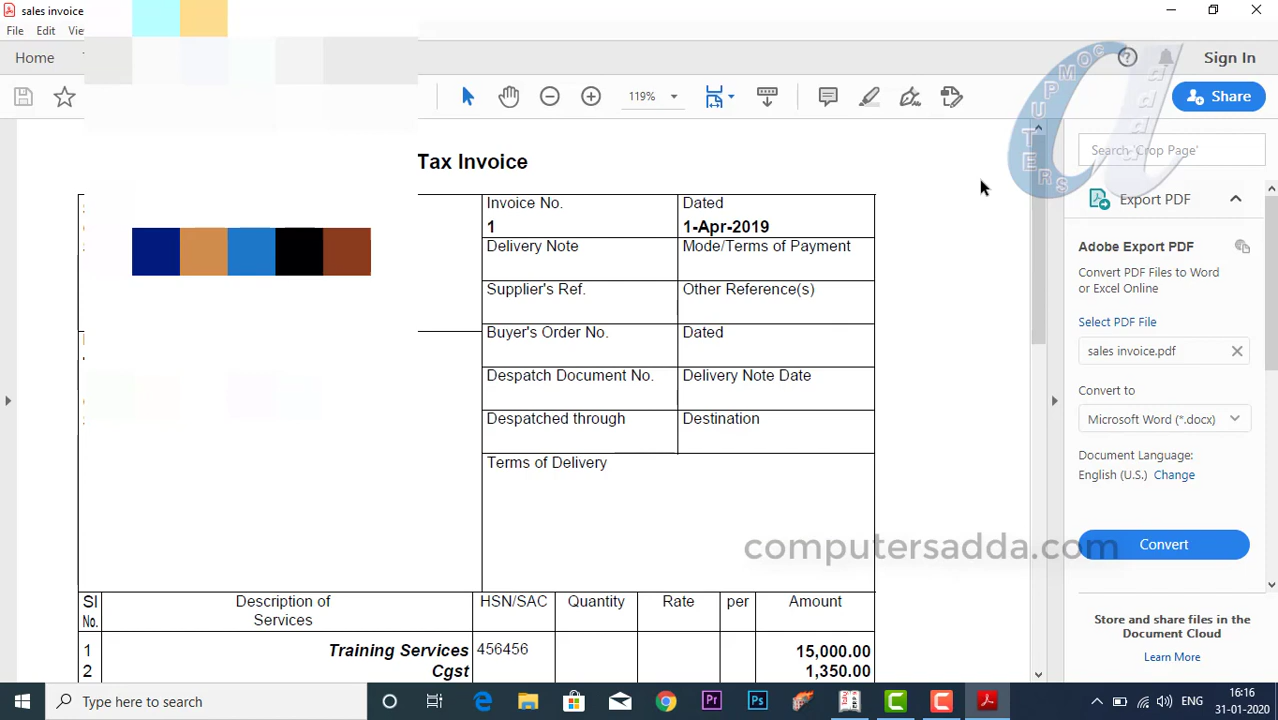 sales invoice
File Edit
Home
Sign In
119%
Share
Search 'Crop Page'
Export PDF
Adobe Export PDF
Convert PDF Files to Word
or Excel Online
Select PDF File
sales invoice.pdf
Convert to
Microsoft Word (*.docx)
Document Language:
English (U.S.) Change
Convert
Store and share files in the
Document Cloud
Learn More
Tax Invoice
Invoice No. Dated
1 1-Apr-2019
Delivery Note Mode/Terms of Payment
Supplier's Ref. Other Reference(s)
Buyer's Order No. Dated
Despatch Document No. Delivery Note Date
Despatched through Destination
Terms of Delivery
computersadda.com
Sl No. Description of Services HSN/SAC Quantity Rate per Amount
1 Training Services 456456 15,000.00
2 Cgst 1,350.00
COMPUTERS
adda
Type here to search
Pr
Ps
ENG
16:16
31-01-2020